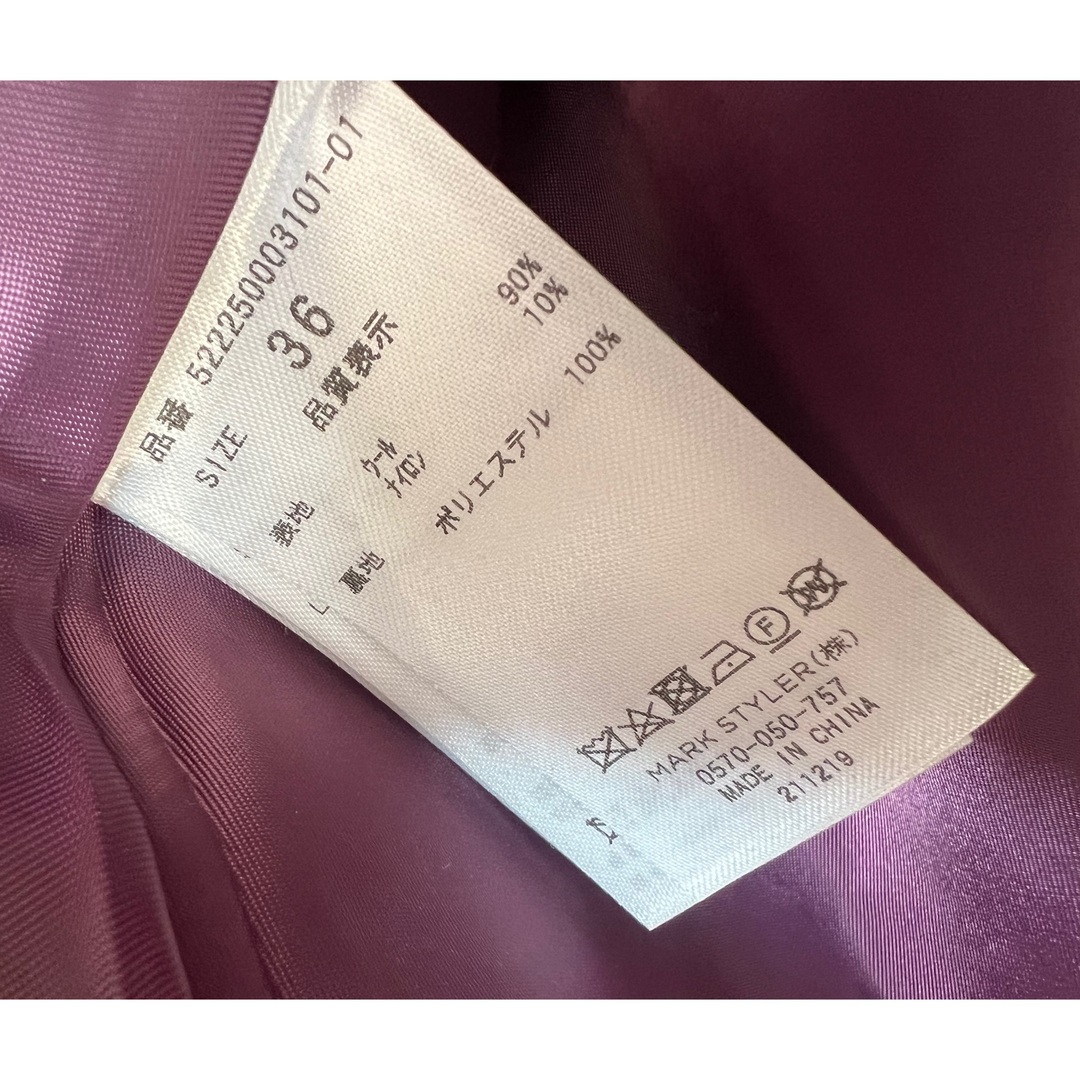 品番 522250003101-01
SIZE 36
品質表示
表地 ウール 90%
ナイロン 10%
裏地 ポリエステル 100%
F
MARK STYLER(株)
0570-050-757
MADE IN CHINA
211219